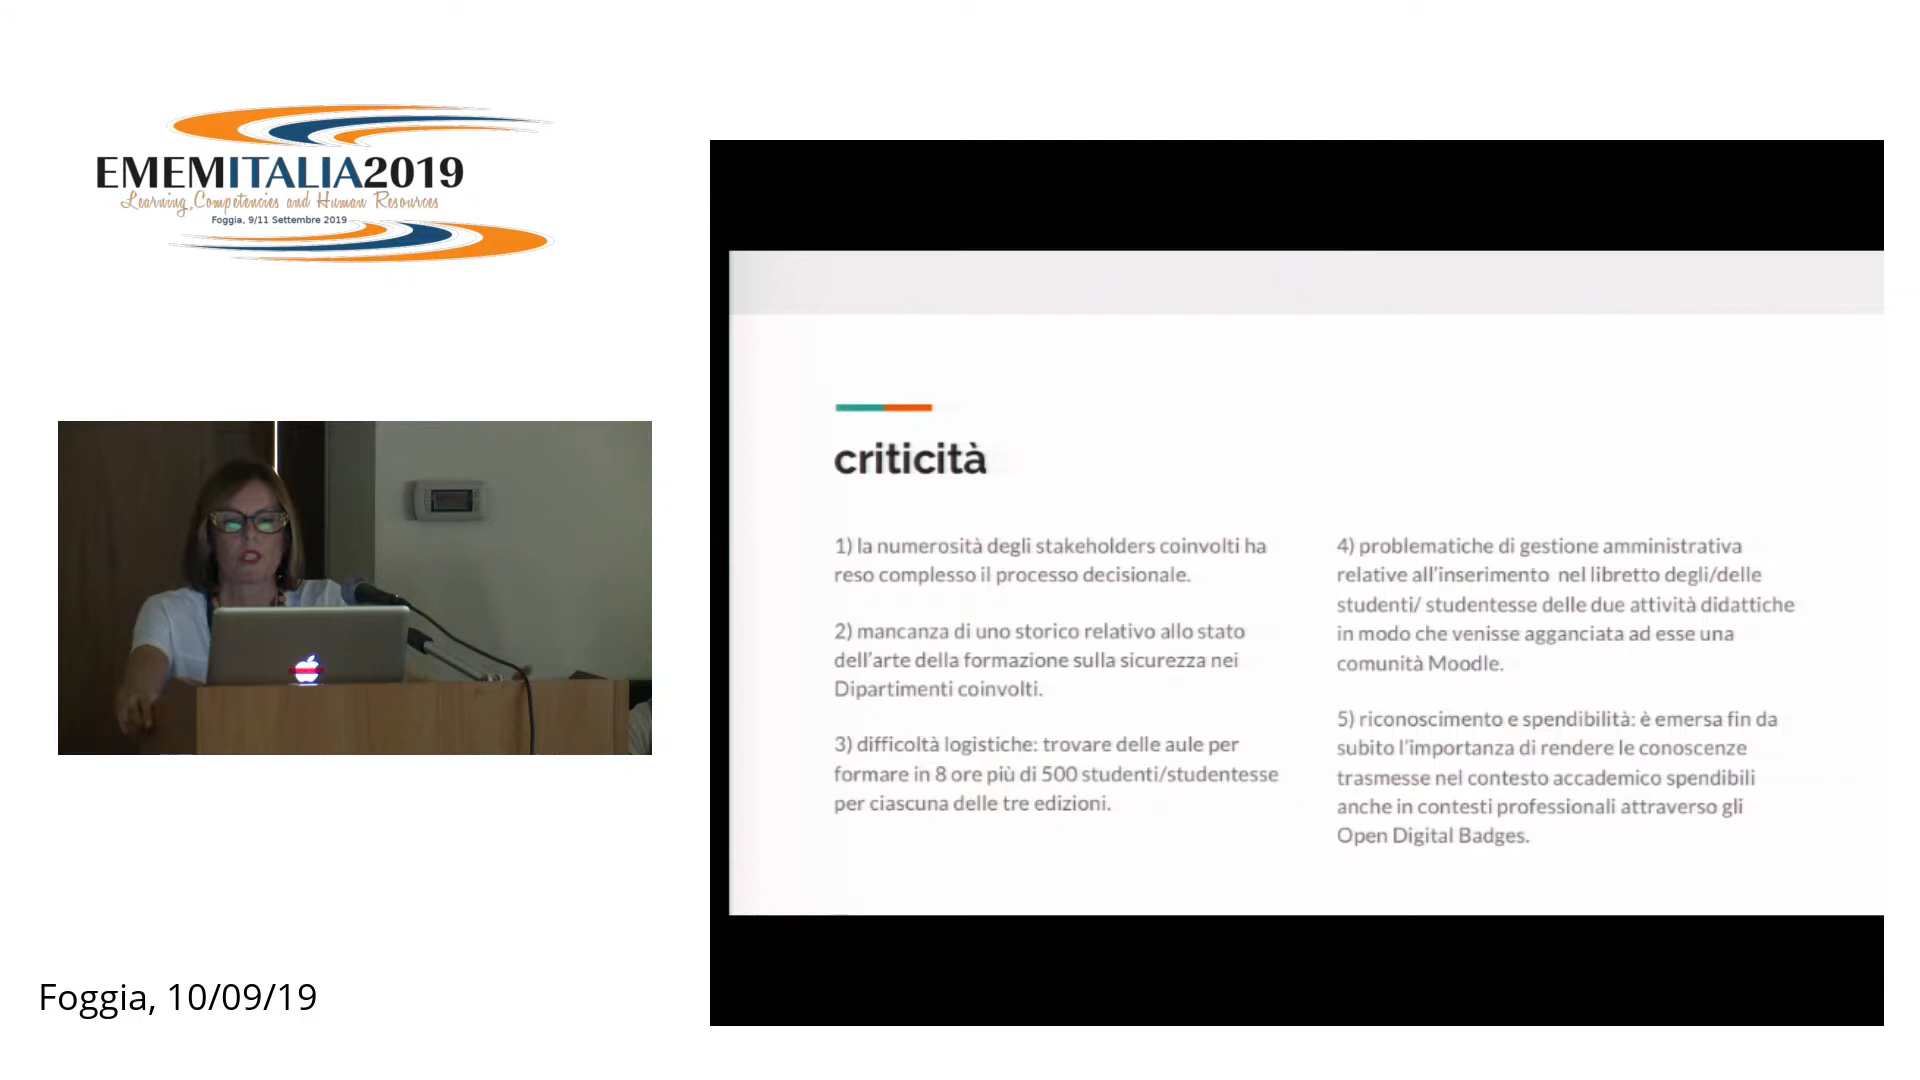 EMEMITALIA2019
Learning, Competencies and Human Resources
Foggia, 9/11 Settembre 2019
criticità
1) la numerosità degli stakeholders coinvolti ha
reso complesso il processo decisionale.
2) mancanza di uno storico relativo allo stato
dell'arte della formazione sulla sicurezza nei
Dipartimenti coinvolti.
3) difficoltà logistiche: trovare delle aule per
formare in 8 ore più di 500 studenti/studentesse
per ciascuna delle tre edizioni.
4) problematiche di gestione amministrativa
relative all'inserimento  nel libretto degli/delle
studenti/ studentesse delle due attività didattiche
in modo che venisse agganciata ad esse una
comunità Moodle.
5) riconoscimento e spendibilità: è emersa fin da
subito l'importanza di rendere le conoscenze
trasmesse nel contesto accademico spendibili
anche in contesti professionali attraverso gli
Open Digital Badges.
Foggia, 10/09/19